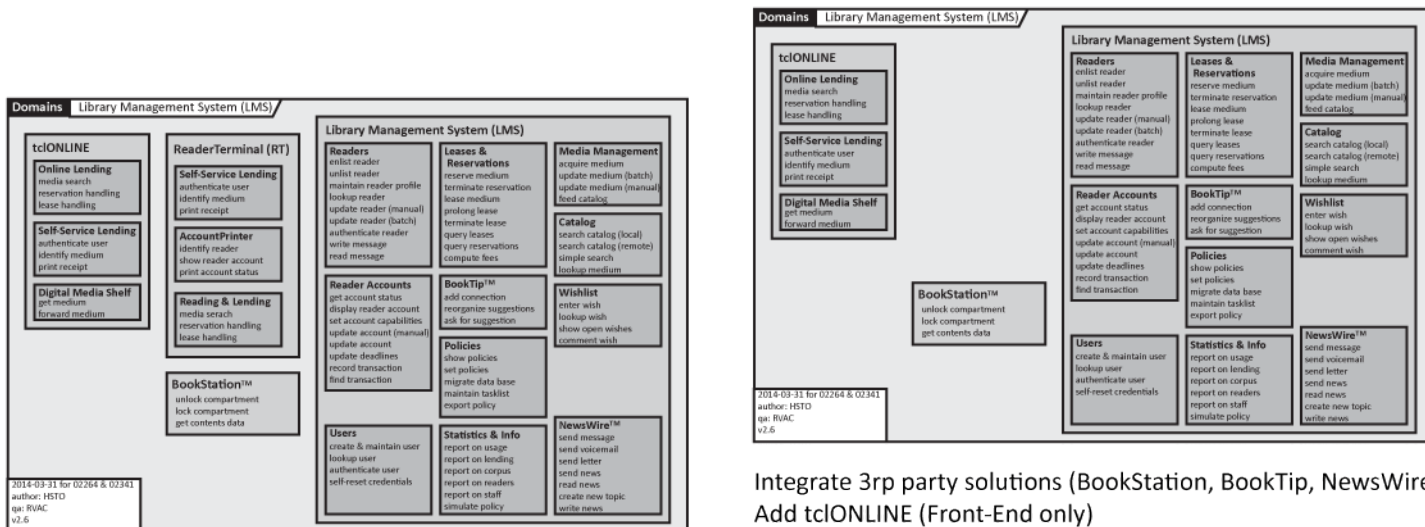 Domains Library Management System (LMS)
tclONLINE
Online Lending
media search
reservation handling
lease handling
Self-Service Lending
authenticate user
identify medium
print receipt
Digital Media Shelf
get medium
forward medium
ReaderTerminal (RT)
Self-Service Lending
authenticate user
identify medium
print receipt
AccountPrinter
identify reader
show reader account
print account status
Reading & Lending
media serach
reservation handling
lease handling
BookStation™
unlock compartment
lock compartment
get contents data
Library Management System (LMS)
Readers
enlist reader
unlist reader
maintain reader profile
lookup reader
update reader (manual)
update reader (batch)
authenticate reader
write message
read message
Leases &
Reservations
reserve medium
terminate reservation
lease medium
prolong lease
terminate lease
query leases
query reservations
compute fees
Media Management
acquire medium
update medium (batch)
update medium (manual)
feed catalog
Catalog
search catalog (local)
search catalog (remote)
simple search
lookup medium
Reader Accounts
get account status
display reader account
set account capabilities
update account (manual)
update account
update deadlines
record transaction
find transaction
BookTip™
add connection
reorganize suggestions
ask for suggestion
Policies
show policies
set policies
migrate data base
maintain tasklist
export policy
Wishlist
enter wish
lookup wish
show open wishes
comment wish
Users
create & maintain user
lookup user
authenticate user
self-reset credentials
Statistics & Info
report on usage
report on lending
report on corpus
report on readers
report on staff
simulate policy
NewsWire™
send message
send voicemail
send letter
send news
read news
create new topic
write news
2014-03-31 for 02264 & 02341
author: HSTO
qa: RVAC
v2.6
Domains Library Management System (LMS)
tclONLINE
Online Lending
media search
reservation handling
lease handling
Self-Service Lending
authenticate user
identify medium
print receipt
Digital Media Shelf
get medium
forward medium
BookStation™
unlock compartment
lock compartment
get contents data
Library Management System (LMS)
Readers
enlist reader
unlist reader
maintain reader profile
lookup reader
update reader (manual)
update reader (batch)
authenticate reader
write message
read message
Leases &
Reservations
reserve medium
terminate reservation
lease medium
prolong lease
terminate lease
query leases
query reservations
compute fees
Media Management
acquire medium
update medium (batch)
update medium (manual)
feed catalog
Catalog
search catalog (local)
search catalog (remote)
simple search
lookup medium
Reader Accounts
get account status
display reader account
set account capabilities
update account (manual)
update account
update deadlines
record transaction
find transaction
BookTip™
add connection
reorganize suggestions
ask for suggestion
Policies
show policies
set policies
migrate data base
maintain tasklist
export policy
Wishlist
enter wish
lookup wish
show open wishes
comment wish
Users
create & maintain user
lookup user
authenticate user
self-reset credentials
Statistics & Info
report on usage
report on lending
report on corpus
report on readers
report on staff
simulate policy
NewsWire™
send message
send voicemail
send letter
send news
read news
create new topic
write news
2014-03-31 for 02264 & 02341
author: HSTO
qa: RVAC
v2.6
Integrate 3rp party solutions (BookStation, BookTip, NewsWire
Add tclONLINE (Front-End only)